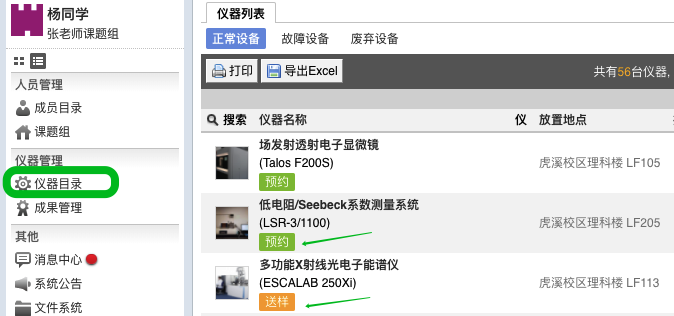 杨同学
张老师课题组
人员管理
成员目录
课题组
仪器管理
仪器目录
成果管理
其他
消息中心
系统公告
文件系统
仪器列表
正常设备 故障设备 废弃设备
打印 导出Excel 共有56台仪器,
搜索 仪器名称 仪 放置地点
场发射透射电子显微镜
(Talos F200S) 虎溪校区理科楼 LF105
预约
低电阻/Seebeck系数测量系统
(LSR-3/1100) 虎溪校区理科楼 LF205
预约
多功能X射线光电子能谱仪
(ESCALAB 250Xi) 虎溪校区理科楼 LF113
送样